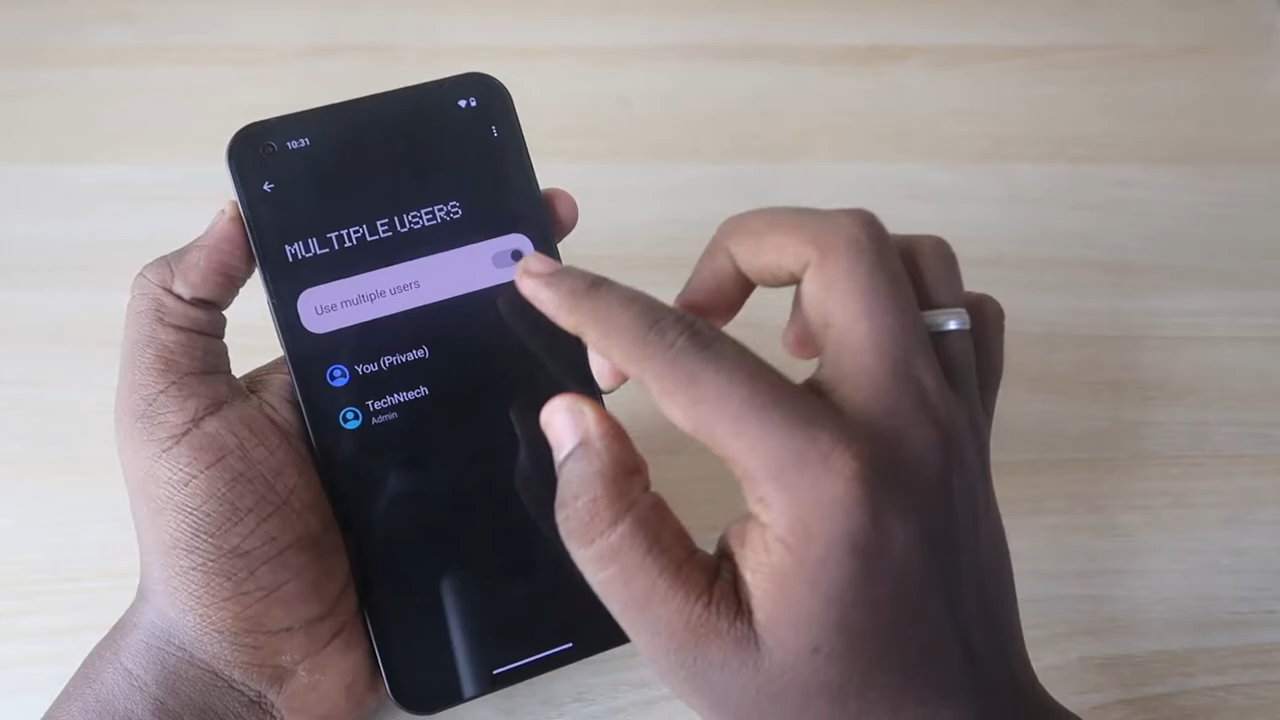 10:31
MULTIPLE USERS
Use multiple users
You (Private)
TechNtech
Admin